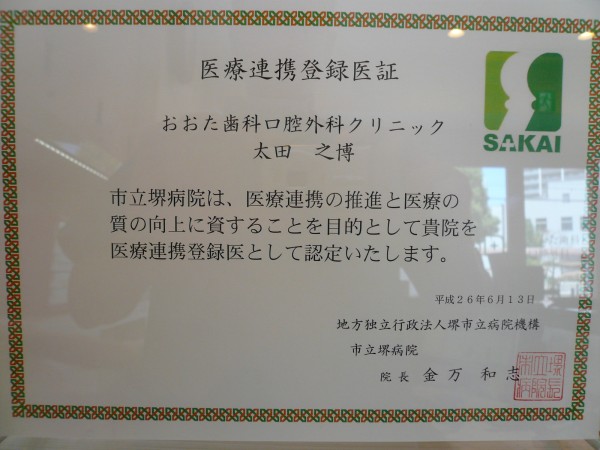 医療連携登録医証
SAKAI
おおた歯科口腔外科クリニック
太田 之博
市立堺病院は、医療連携の推進と医療の
質の向上に資することを目的として貴院を
医療連携登録医として認定いたします。
平成26年6月13日
地方独立行政法人堺市立病院機構
市立堺病院
院長 金万 和志